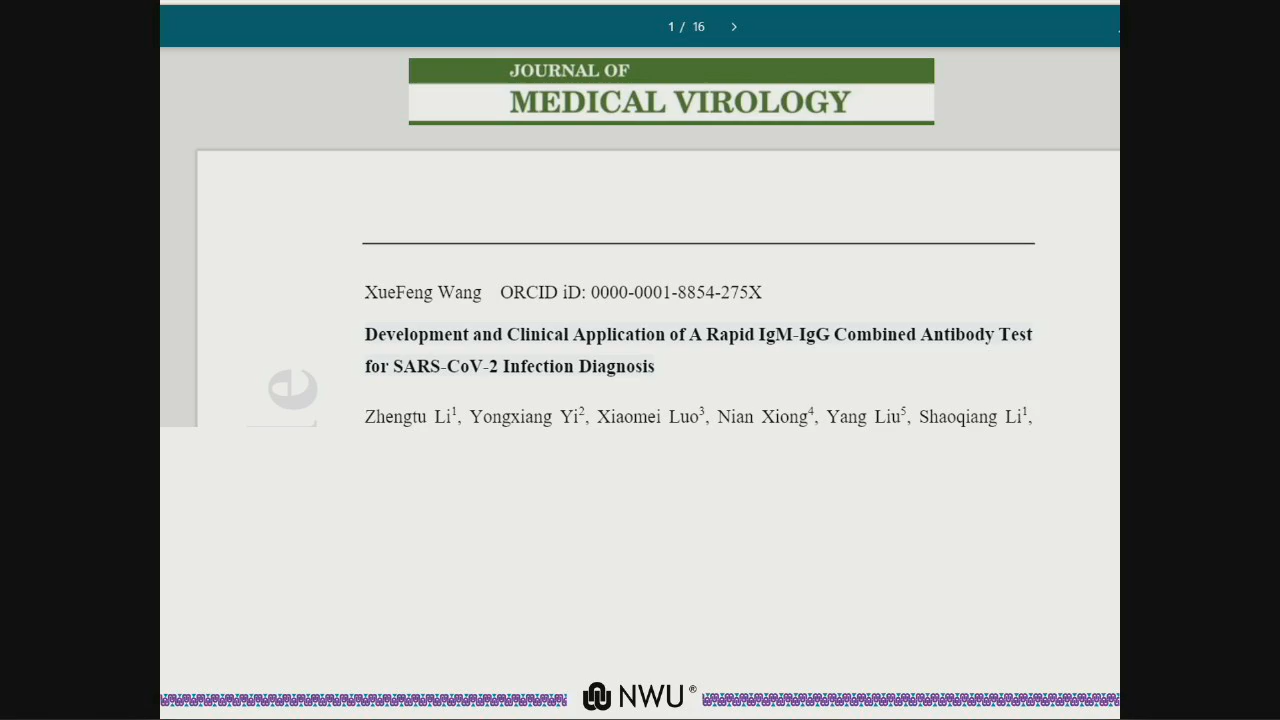 1 / 16
JOURNAL OF
MEDICAL VIROLOGY
XueFeng Wang ORCID iD: 0000-0001-8854-275X
Development and Clinical Application of A Rapid IgM-IgG Combined Antibody Test
for SARS-CoV-2 Infection Diagnosis
Zhengtu Li1, Yongxiang Yi2, Xiaomei Luo3, Nian Xiong4, Yang Liu5, Shaoqiang Li1,
NWU®